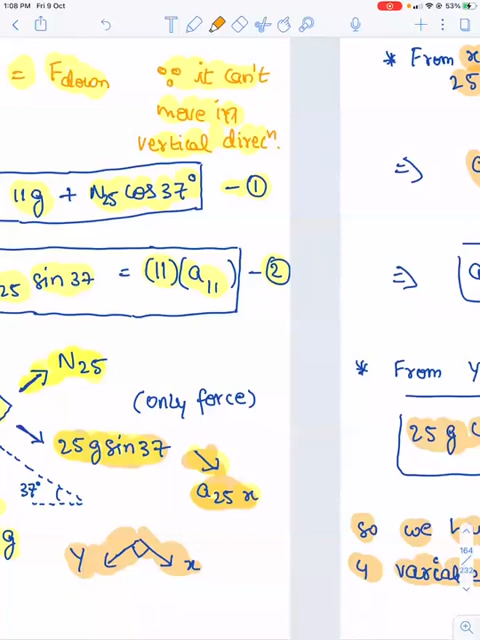 1:08 PM Fri 9 Oct
53%
= Fdown
∵ it can't
move in
vertical direcⁿ.
11g + N₂₅ cos 37° - ①
₂₅ sin 37 = (11)(a₁₁) - ②
N₂₅
(only force)
25g sin 37
a₂₅ x
37°
g
Y
x
* From x
25
=>
=>
* From Y
25 g
so we
4
164
232